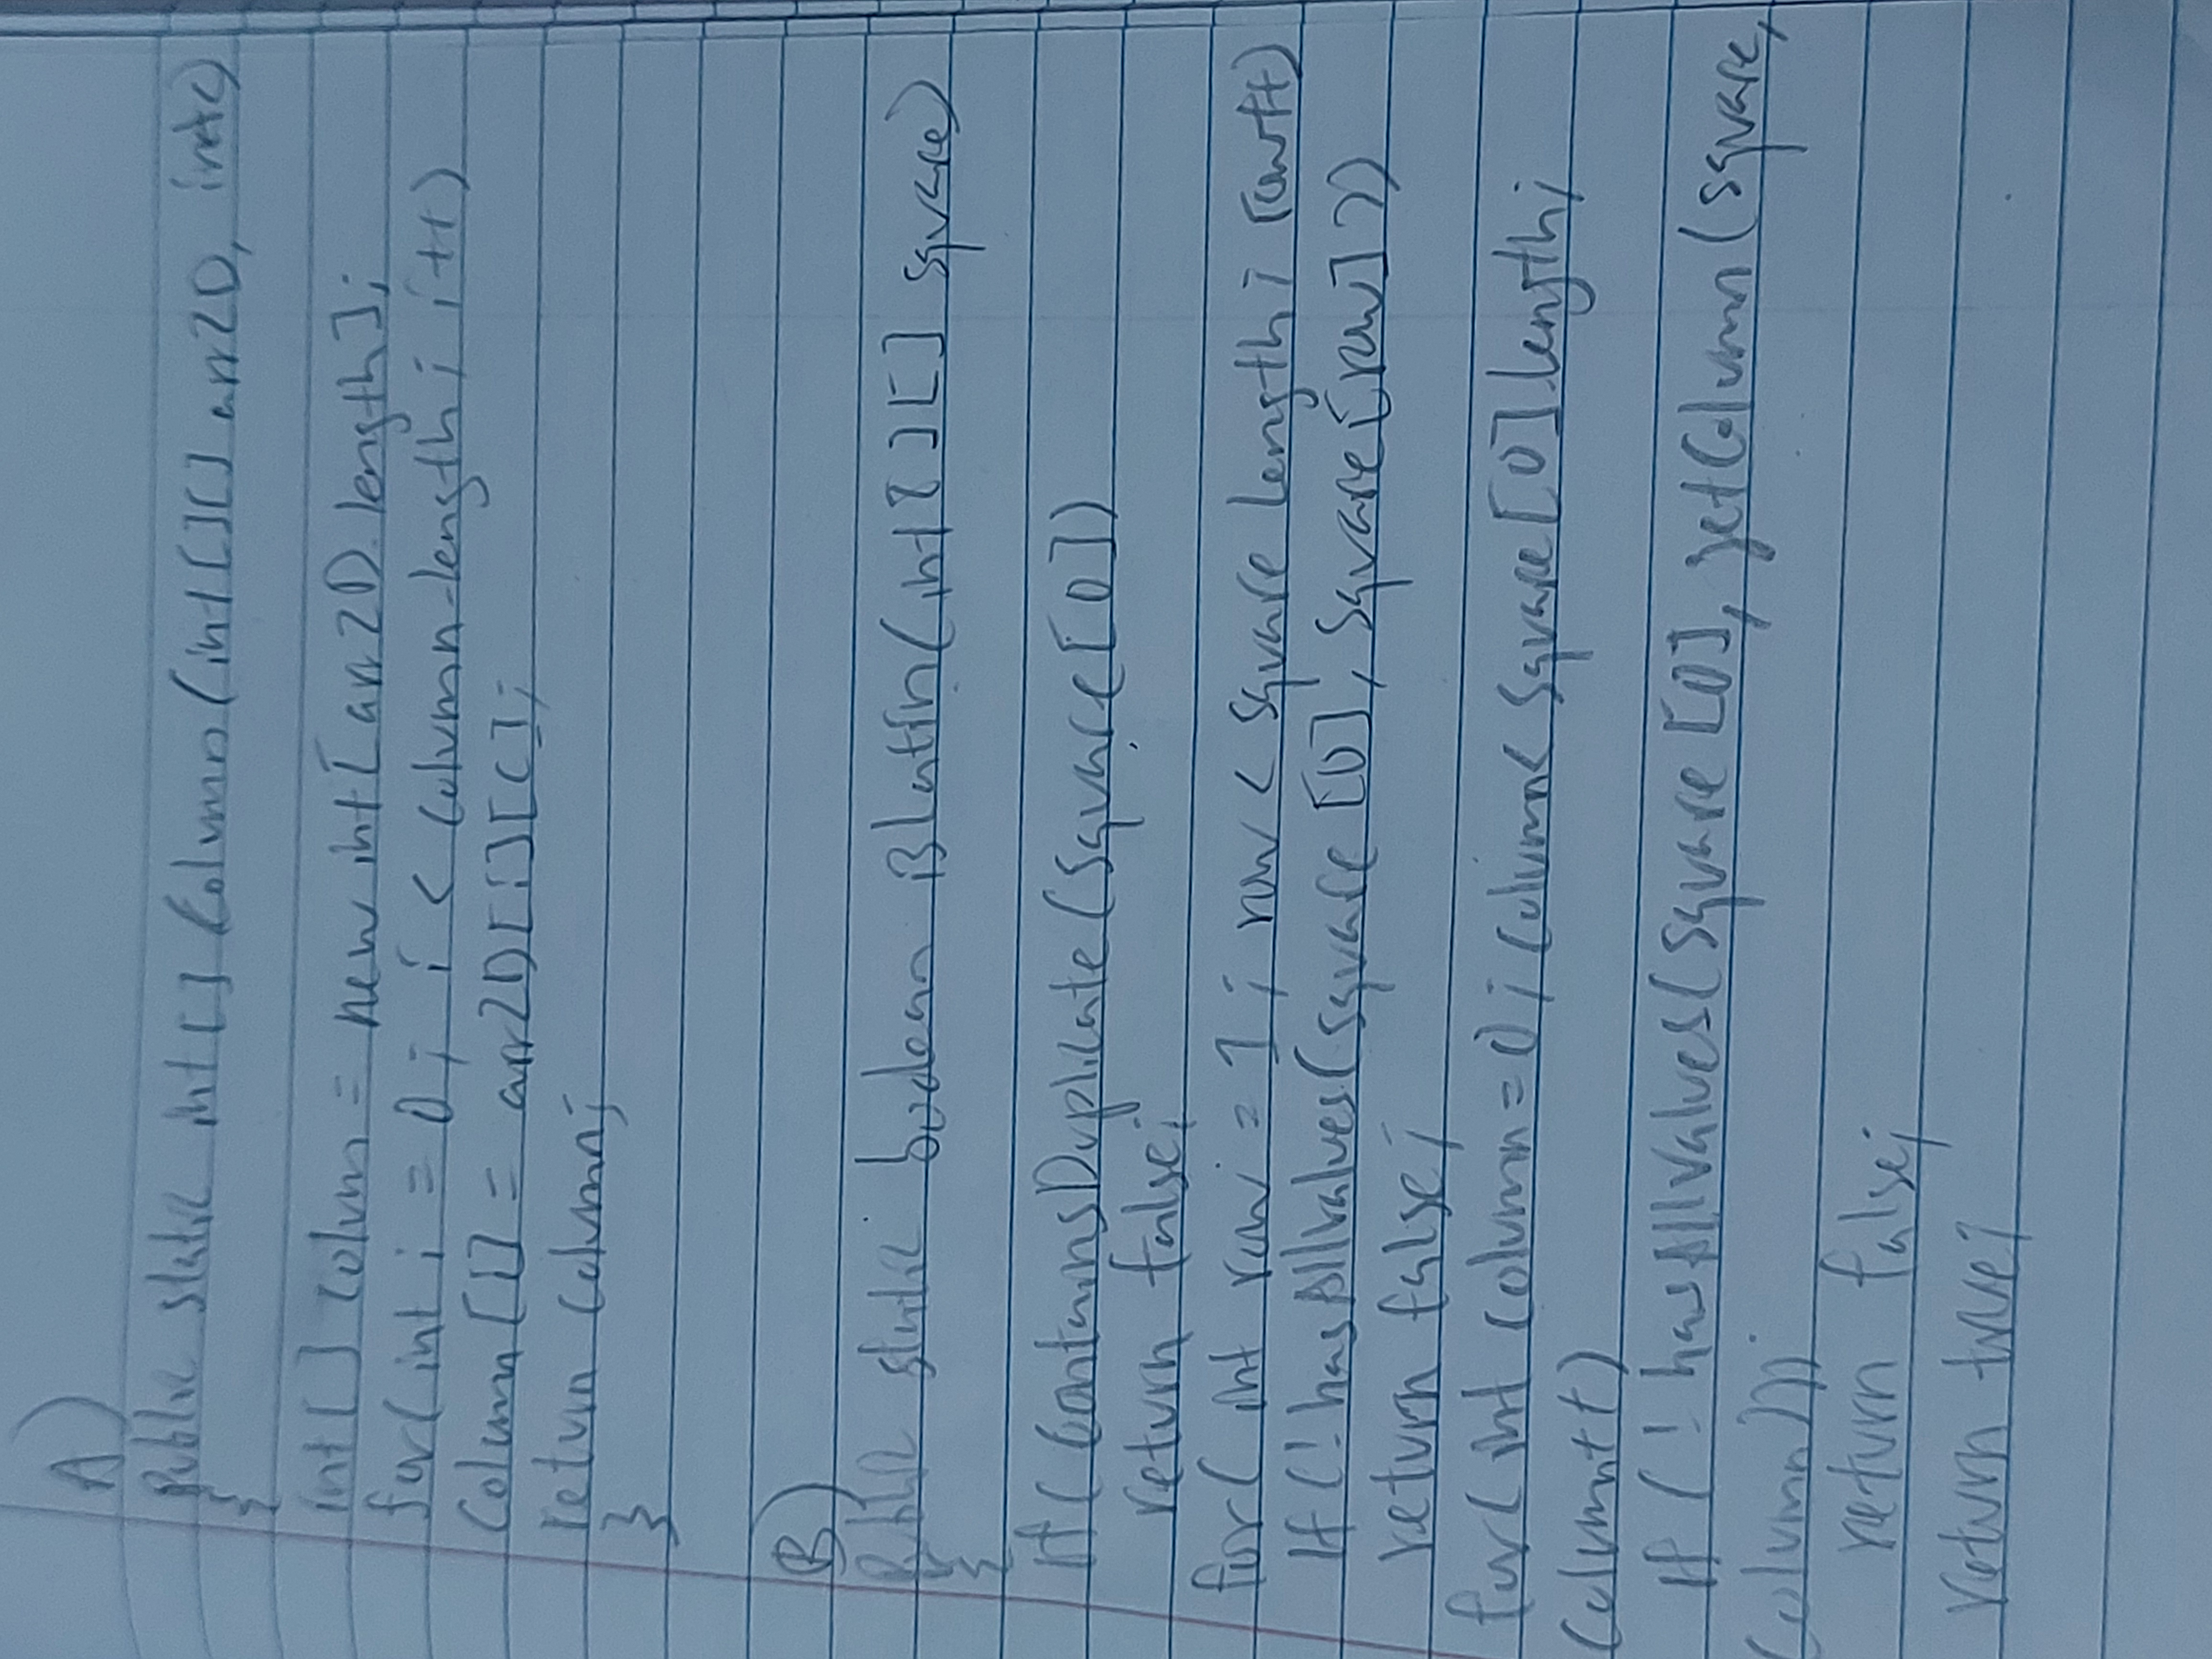 A)
Public static int[] Column(int[][] arr2D, int c)
{
int[] column = new int[arr2D.length];
for(int i = 0; i < column.length; i++)
Column[i] = arr2D[i][c];
return column;
}
B)
Public static boolean isLatin(int[][] square)
{
if(ContainsDuplicate(Square[0])
return false;
for( int row = 1; row < square length; row++)
if(!hasAllValues(square[0], Square[row]))
return false;
for( int column=0; column< Square[0].length;
Column++)
if (! hasAllValues(Square[0], getColumn(square,
Column)));
return false;
return true;